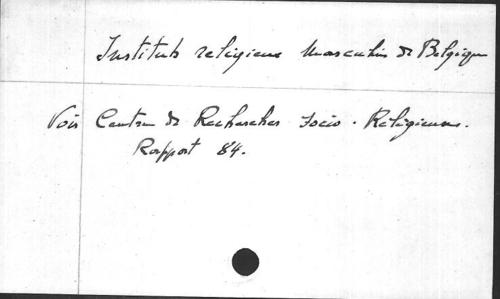 Instituts religieux masculins de Belgique
Voir Centre de Recherches Socio-Religieuses.
Rapport 84.